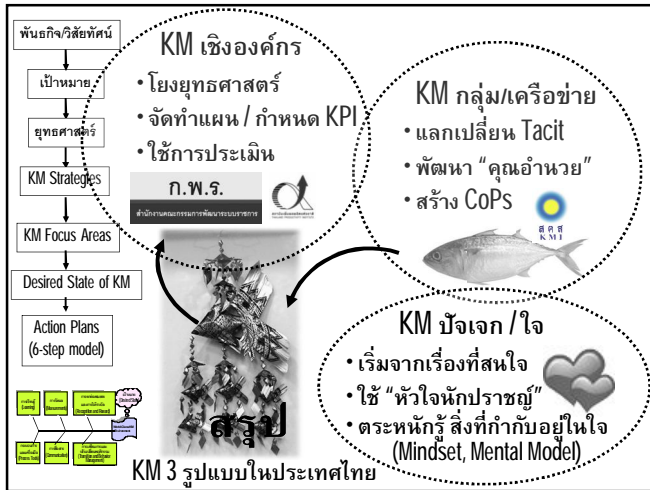 พันธกิจ/วิสัยทัศน์
เป้าหมาย
ยุทธศาสตร์
KM Strategies
KM Focus Areas
Desired State of KM
Action Plans
(6-step model)
KM เชิงองค์กร
• โยงยุทธศาสตร์
• จัดทำแผน / กำหนด KPI
• ใช้การประเมิน
ก.พ.ร.
สำนักงานคณะกรรมการพัฒนาระบบราชการ
KM กลุ่ม/เครือข่าย
• แลกเปลี่ยน Tacit
• พัฒนา “คุณอำนวย”
• สร้าง CoPs
สคส
KMI
KM ปัจเจก / ใจ
• เริ่มจากเรื่องที่สนใจ
• ใช้ “หัวใจนักปราชญ์”
• ตระหนักรู้ สิ่งที่กำกับอยู่ในใจ
(Mindset, Mental Model)
สรุป
KM 3 รูปแบบในประเทศไทย